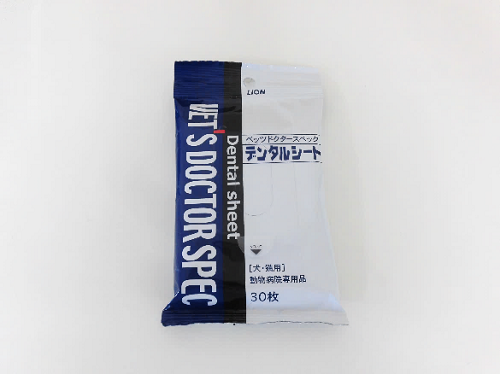 LION
VET'S DOCTOR SPEC
Dental sheet
ベッツドクタースペック
デンタルシート
[犬・猫用]
動物病院専用品
30枚